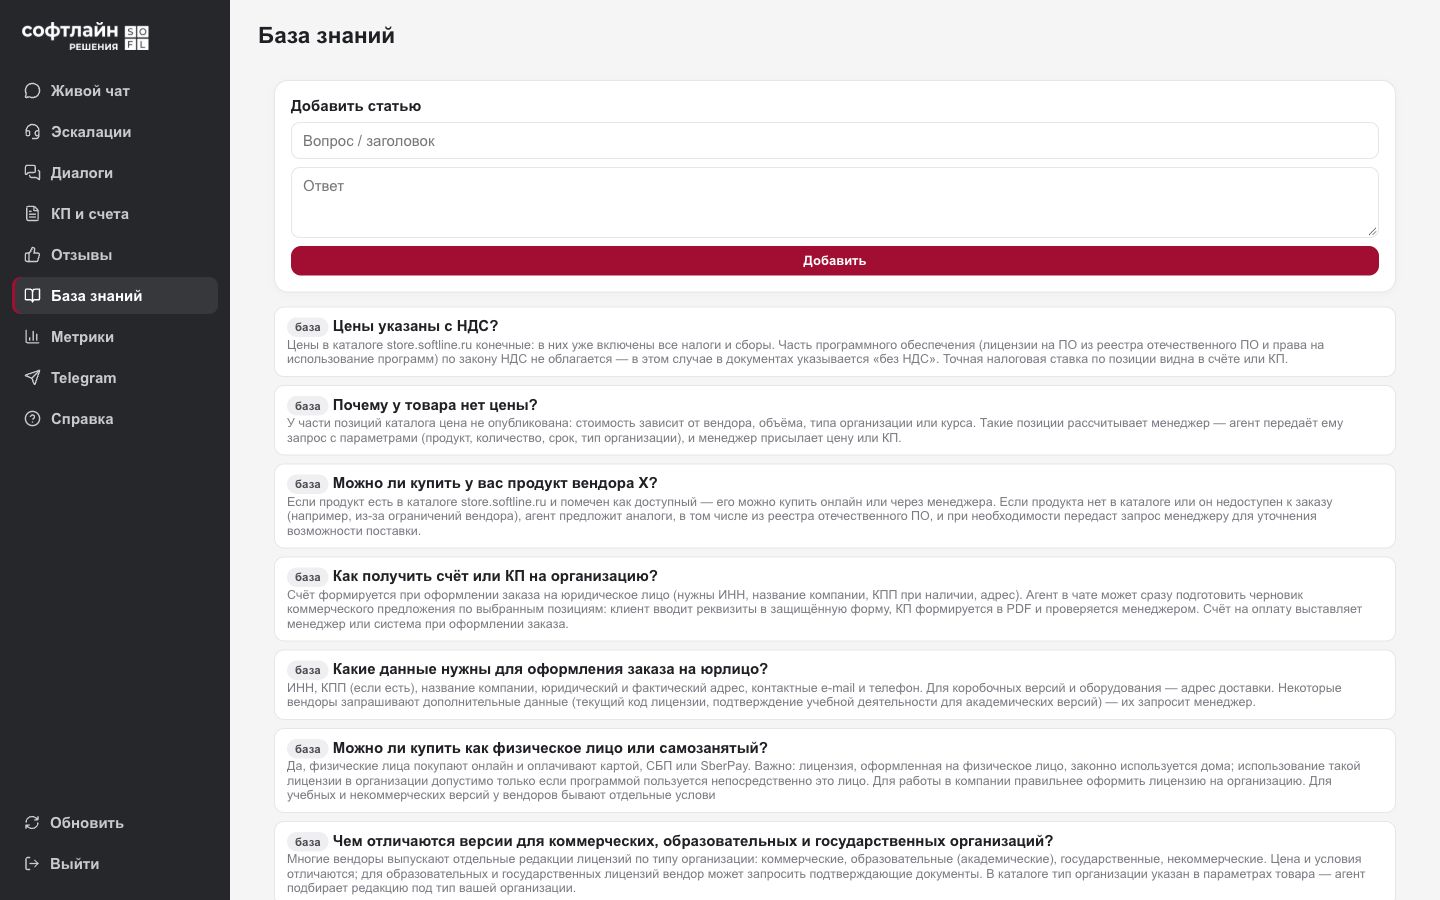 софтлайн
решения
SO
FL
Живой чат
Эскалации
Диалоги
КП и счета
Отзывы
База знаний
Метрики
Telegram
Справка
Обновить
Выйти
База знаний
Добавить статью
Вопрос / заголовок
Ответ
Добавить
база Цены указаны с НДС?
Цены в каталоге store.softline.ru конечные: в них уже включены все налоги и сборы. Часть программного обеспечения (лицензии на ПО из реестра отечественного ПО и права на
использование программ) по закону НДС не облагается — в этом случае в документах указывается «без НДС». Точная налоговая ставка по позиции видна в счёте или КП.
база Почему у товара нет цены?
У части позиций каталога цена не опубликована: стоимость зависит от вендора, объёма, типа организации или курса. Такие позиции рассчитывает менеджер — агент передаёт ему
запрос с параметрами (продукт, количество, срок, тип организации), и менеджер присылает цену или КП.
база Можно ли купить у вас продукт вендора X?
Если продукт есть в каталоге store.softline.ru и помечен как доступный — его можно купить онлайн или через менеджера. Если продукта нет в каталоге или он недоступен к заказу
(например, из-за ограничений вендора), агент предложит аналоги, в том числе из реестра отечественного ПО, и при необходимости передаст запрос менеджеру для уточнения
возможности поставки.
база Как получить счёт или КП на организацию?
Счёт формируется при оформлении заказа на юридическое лицо (нужны ИНН, название компании, КПП при наличии, адрес). Агент в чате может сразу подготовить черновик
коммерческого предложения по выбранным позициям: клиент вводит реквизиты в защищённую форму, КП формируется в PDF и проверяется менеджером. Счёт на оплату выставляет
менеджер или система при оформлении заказа.
база Какие данные нужны для оформления заказа на юрлицо?
ИНН, КПП (если есть), название компании, юридический и фактический адрес, контактные e-mail и телефон. Для коробочных версий и оборудования — адрес доставки. Некоторые
вендоры запрашивают дополнительные данные (текущий код лицензии, подтверждение учебной деятельности для академических версий) — их запросит менеджер.
база Можно ли купить как физическое лицо или самозанятый?
Да, физические лица покупают онлайн и оплачивают картой, СБП или SberPay. Важно: лицензия, оформленная на физическое лицо, законно используется дома; использование такой
лицензии в организации допустимо только если программой пользуется непосредственно это лицо. Для работы в компании правильнее оформить лицензию на организацию. Для
учебных и некоммерческих версий у вендоров бывают отдельные услови
база Чем отличаются версии для коммерческих, образовательных и государственных организаций?
Многие вендоры выпускают отдельные редакции лицензий по типу организации: коммерческие, образовательные (академические), государственные, некоммерческие. Цена и условия
отличаются; для образовательных и государственных лицензий вендор может запросить подтверждающие документы. В каталоге тип организации указан в параметрах товара — агент
подбирает редакцию под тип вашей организации.